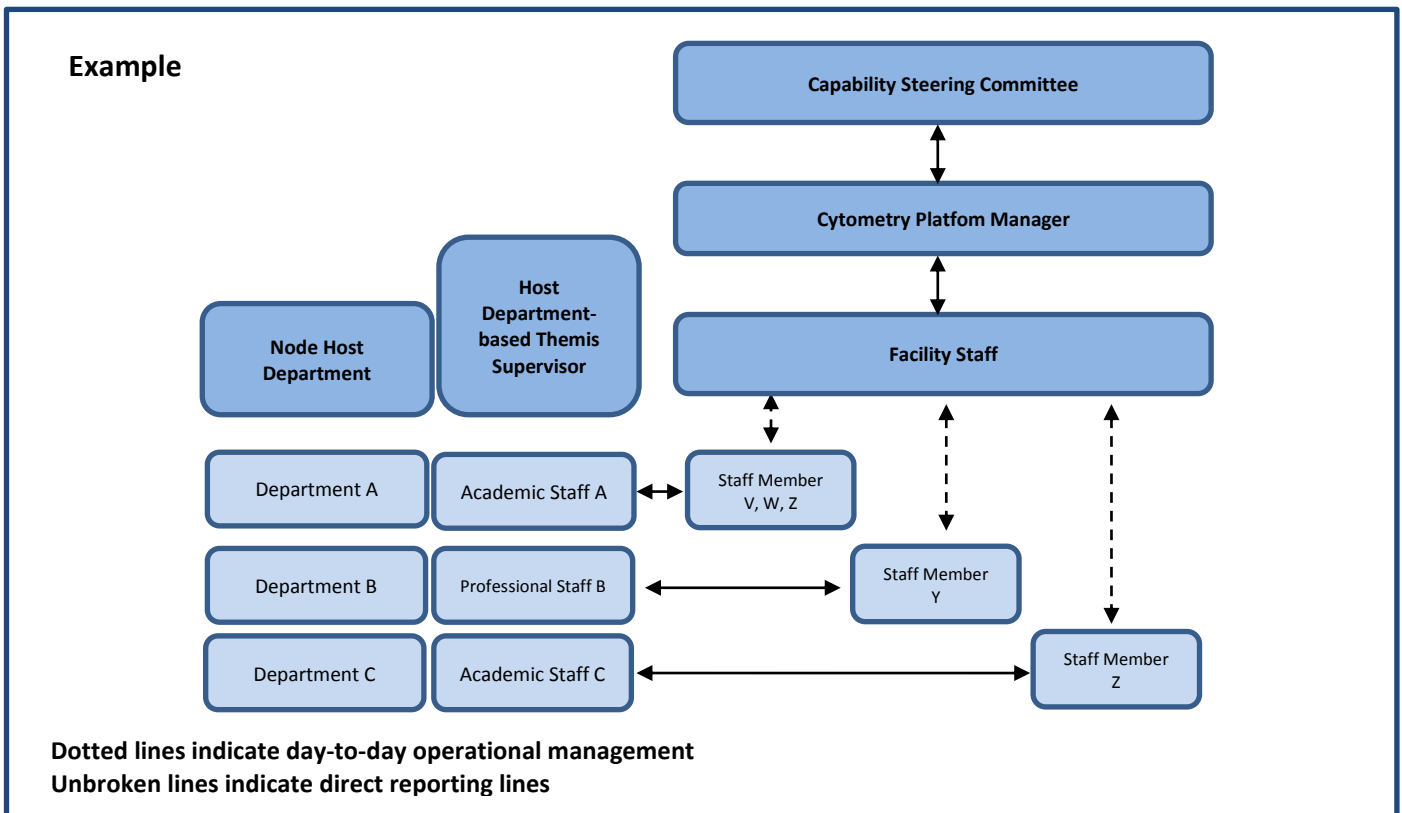 Example
Capability Steering Committee
Cytometry Platfom Manager
Host
Department-
based Themis
Supervisor
Node Host
Department
Facility Staff
Department A
Academic Staff A
Staff Member
V, W, Z
Department B
Professional Staff B
Staff Member
Y
Department C
Academic Staff C
Staff Member
Z
Dotted lines indicate day-to-day operational management
Unbroken lines indicate direct reporting lines